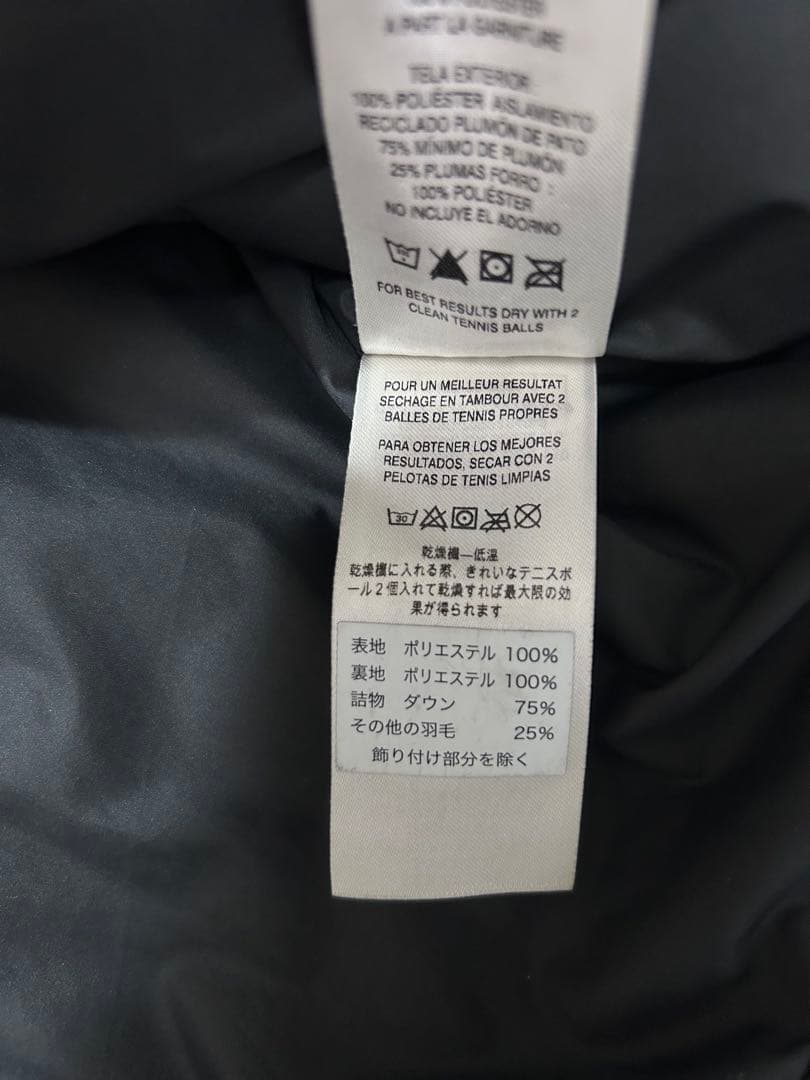 À PART LA GARNITURE
TELA EXTERIOR
100% POLIÉSTER AISLAMIENTO
RECICLADO PLUMÓN DE PATO
75% MÍNIMO DE PLUMÓN
25% PLUMAS FORRO :
100% POLIÉSTER
NO INCLUYE EL ADORNO
FOR BEST RESULTS DRY WITH 2
CLEAN TENNIS BALLS
POUR UN MEILLEUR RESULTAT
SECHAGE EN TAMBOUR AVEC 2
BALLES DE TENNIS PROPRES
PARA OBTENER LOS MEJORES
RESULTADOS, SECAR CON 2
PELOTAS DE TENIS LIMPIAS
30
乾燥機—低温
乾燥機に入れる際、きれいなテニスボ
ール2個入れて乾燥すれば最大限の効
果が得られます
表地 ポリエステル 100%
裏地 ポリエステル 100%
詰物 ダウン 75%
その他の羽毛 25%
飾り付け部分を除く